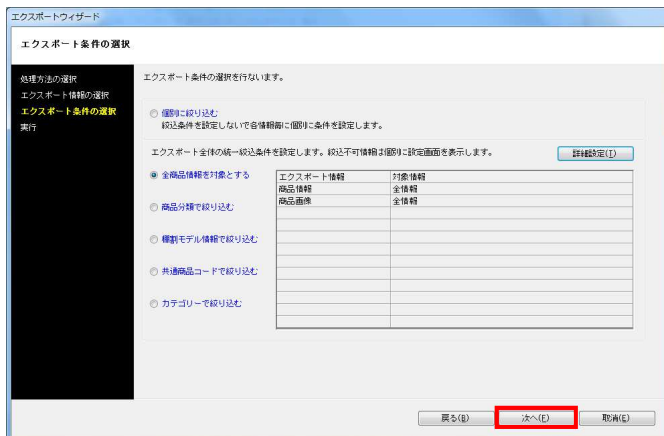 エクスポートウィザード
エクスポート条件の選択
処理方法の選択
エクスポート情報の選択
エクスポート条件の選択
実行
エクスポート条件の選択を行ないます。
個別に絞り込む
絞込条件を設定しないで各情報毎に個別に条件を設定します。
エクスポート全体の統一絞込条件を設定します。絞込不可情報は個別に設定画面を表示します。
詳細設定(I)
全商品情報を対象とする
商品分類で絞り込む
棚割モデル情報で絞り込む
共通商品コードで絞り込む
カテゴリーで絞り込む
エクスポート情報 対象情報
商品情報 全情報
商品画像 全情報
戻る(B) 次へ(F) 取消(E)